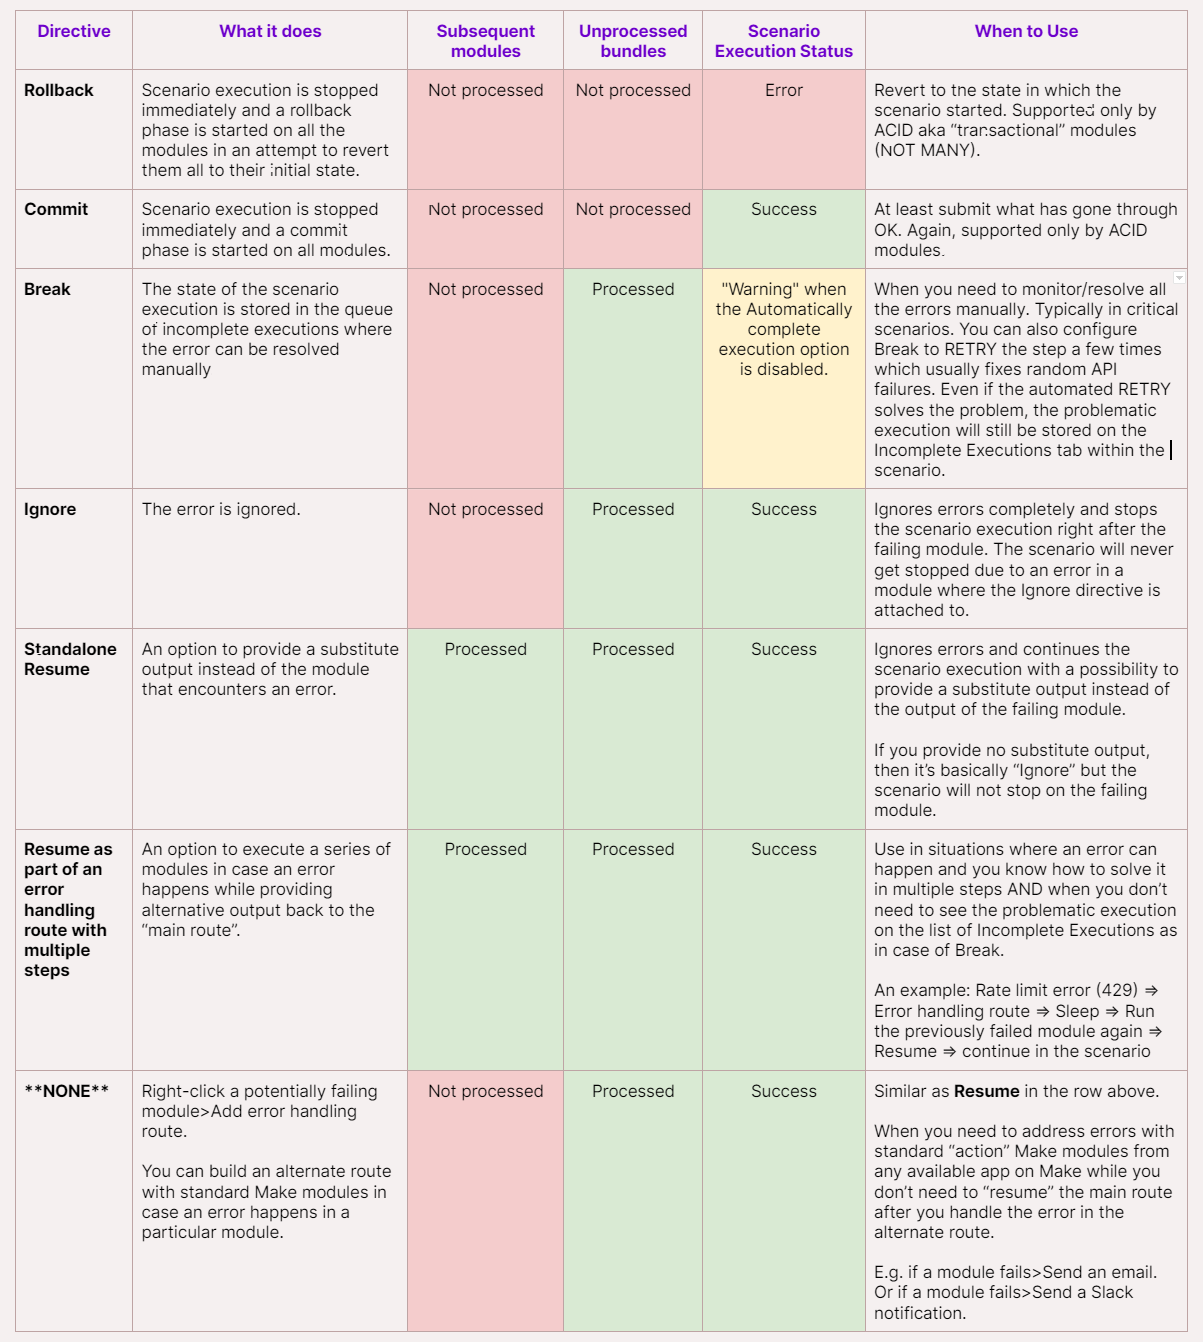 Directive
What it does
Subsequent
modules
Unprocessed
bundles
Scenario
Execution Status
When to Use
Rollback
Scenario execution is stopped
immediately and a rollback
phase is started on all the
modules in an attempt to revert
them all to their initial state.
Not processed
Not processed
Error
Revert to the state in which the
scenario started. Supported only by
ACID aka “transactional” modules
(NOT MANY).
Commit
Scenario execution is stopped
immediately and a commit
phase is started on all modules.
Not processed
Not processed
Success
At least submit what has gone through
OK. Again, supported only by ACID
modules.
Break
The state of the scenario
execution is stored in the queue
of incomplete executions where
the error can be resolved
manually
Not processed
Processed
"Warning" when
the Automatically
complete
execution option
is disabled.
When you need to monitor/resolve all
the errors manually. Typically in critical
scenarios. You can also configure
Break to RETRY the step a few times
which usually fixes random API
failures. Even if the automated RETRY
solves the problem, the problematic
execution will still be stored on the
Incomplete Executions tab within the
scenario.
Ignore
The error is ignored.
Not processed
Processed
Success
Ignores errors completely and stops
the scenario execution right after the
failing module. The scenario will never
get stopped due to an error in a
module where the Ignore directive is
attached to.
Standalone
Resume
An option to provide a substitute
output instead of the module
that encounters an error.
Processed
Processed
Success
Ignores errors and continues the
scenario execution with a possibility to
provide a substitute output instead of
the output of the failing module.
If you provide no substitute output,
then it’s basically “Ignore” but the
scenario will not stop on the failing
module.
Resume as
part of an
error
handling
route with
multiple
steps
An option to execute a series of
modules in case an error
happens while providing
alternative output back to the
“main route”.
Processed
Processed
Success
Use in situations where an error can
happen and you know how to solve it
in multiple steps AND when you don’t
need to see the problematic execution
on the list of Incomplete Executions as
in case of Break.
An example: Rate limit error (429) ⇒
Error handling route ⇒ Sleep ⇒ Run
the previously failed module again ⇒
Resume ⇒ continue in the scenario
**NONE**
Right-click a potentially failing
module>Add error handling
route.
You can build an alternate route
with standard Make modules in
case an error happens in a
particular module.
Not processed
Processed
Success
Similar as Resume in the row above.
When you need to address errors with
standard “action” Make modules from
any available app on Make while you
don’t need to “resume” the main route
after you handle the error in the
alternate route.
E.g. if a module fails>Send an email.
Or if a module fails>Send a Slack
notification.